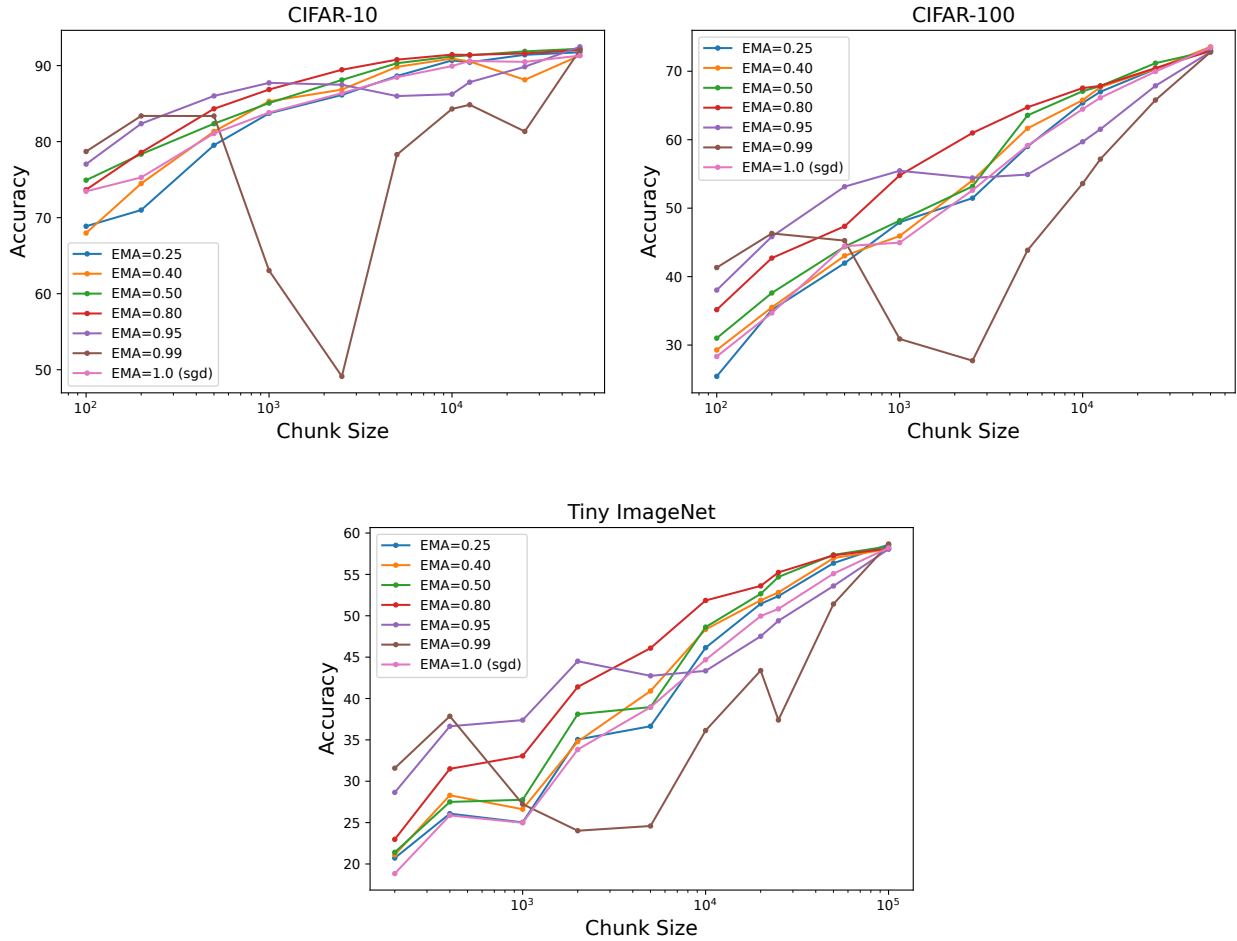 CIFAR-10
Accuracy
90
80
70
60
50
EMA=0.25
EMA=0.40
EMA=0.50
EMA=0.80
EMA=0.95
EMA=0.99
EMA=1.0 (sgd)
10²
10³
10⁴
Chunk Size
CIFAR-100
Accuracy
70
60
50
40
30
EMA=0.25
EMA=0.40
EMA=0.50
EMA=0.80
EMA=0.95
EMA=0.99
EMA=1.0 (sgd)
10²
10³
10⁴
Chunk Size
Tiny ImageNet
Accuracy
60
55
50
45
40
35
30
25
20
EMA=0.25
EMA=0.40
EMA=0.50
EMA=0.80
EMA=0.95
EMA=0.99
EMA=1.0 (sgd)
10³
10⁴
10⁵
Chunk Size